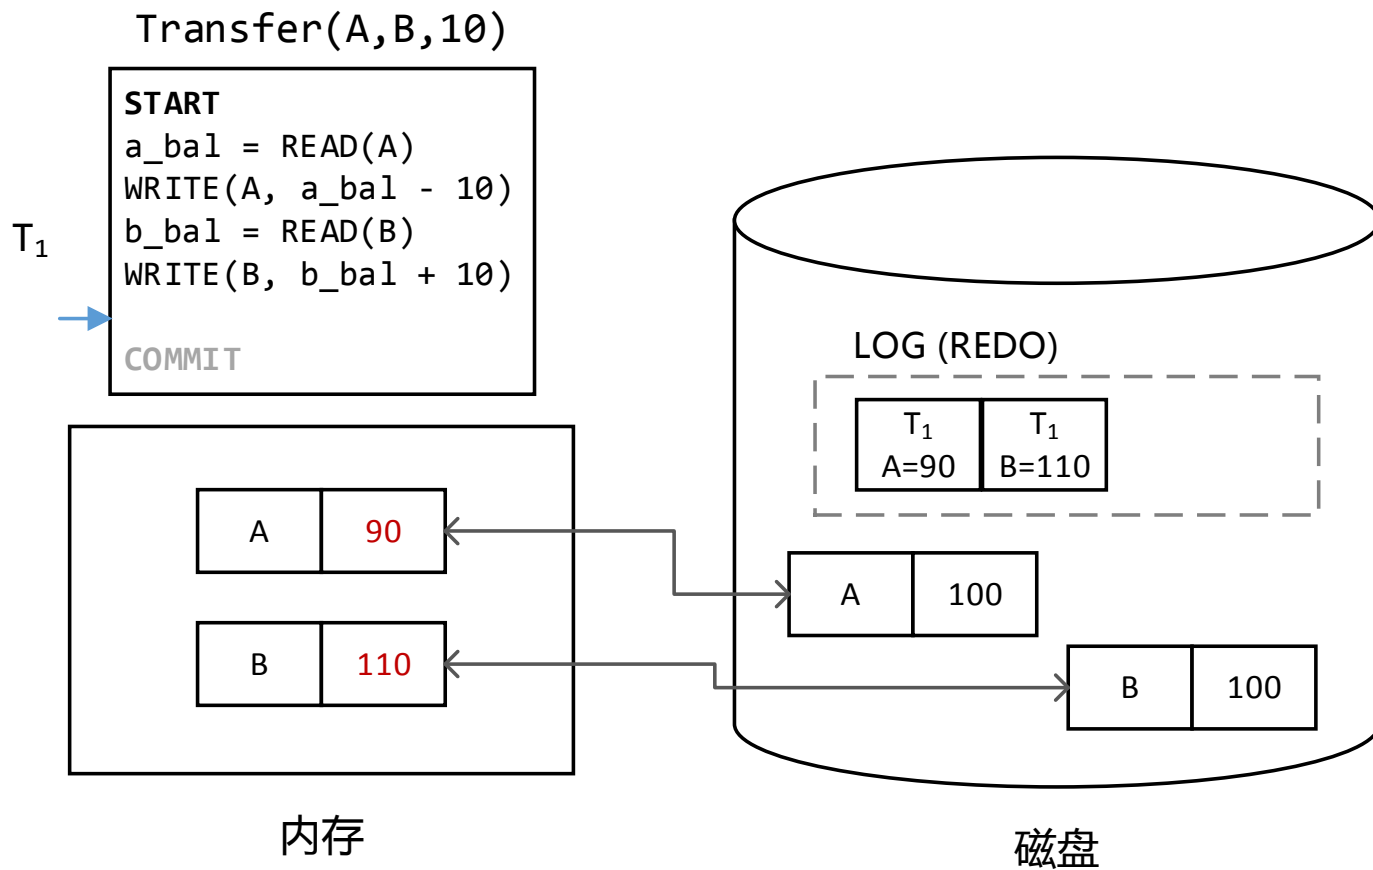 Transfer(A,B,10)
START
a_bal = READ(A)
WRITE(A, a_bal - 10)
b_bal = READ(B)
WRITE(B, b_bal + 10)
COMMIT
T₁
LOG (REDO)
T₁ T₁
A=90 B=110
A 90
A 100
B 110
B 100
内存
磁盘